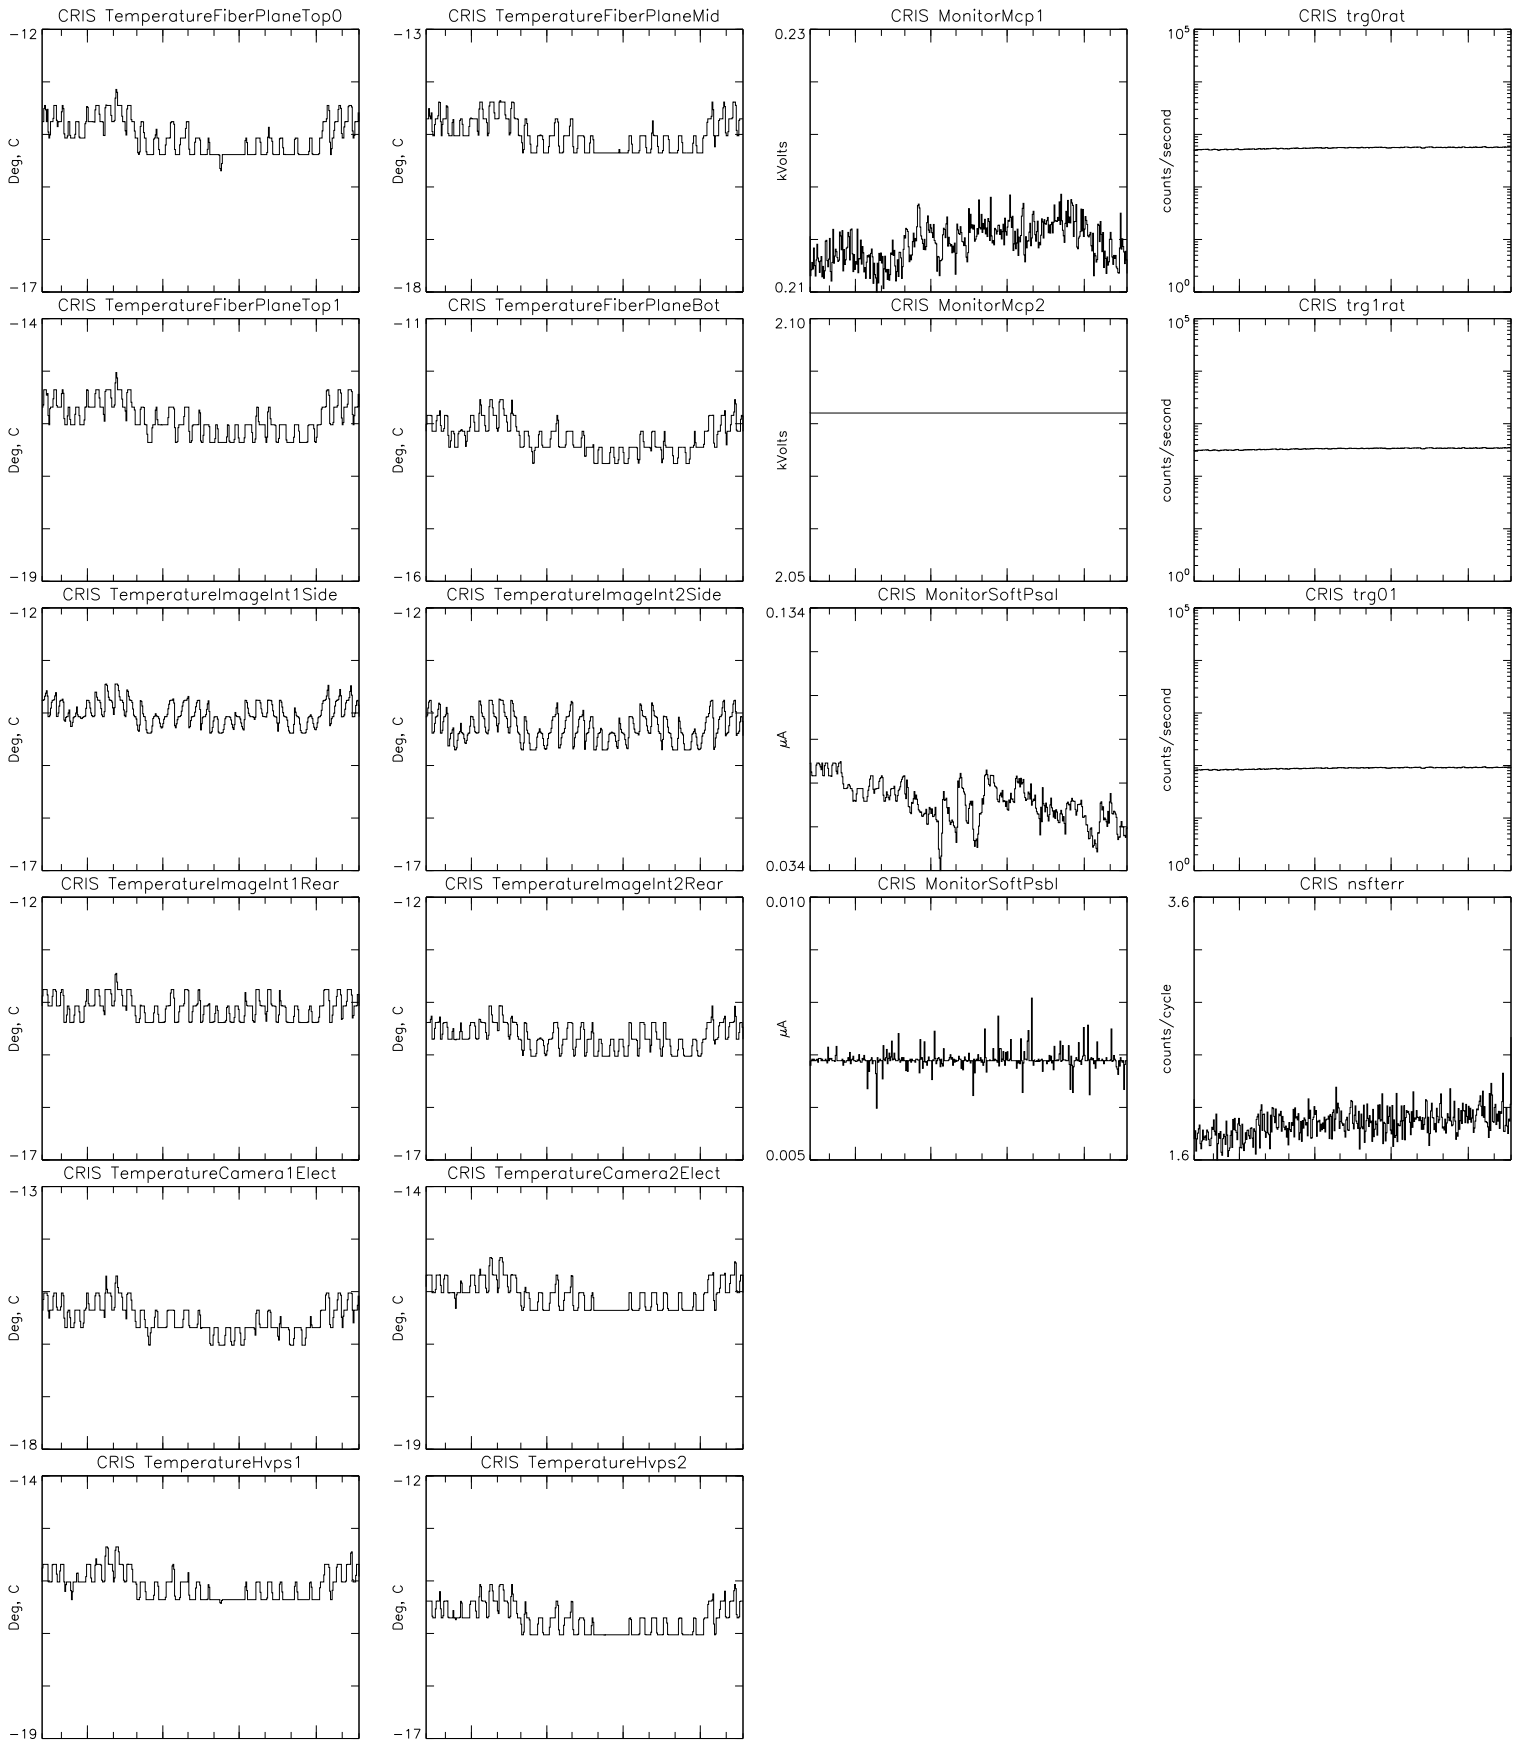 CRIS TemperatureFiberPlaneTop0
-12
Deg, C
-17
CRIS TemperatureFiberPlaneMid
-13
Deg, C
-18
CRIS MonitorMcp1
0.23
kVolts
0.21
CRIS trg0rat
10^5
counts/second
10^0
CRIS TemperatureFiberPlaneTop1
-14
Deg, C
-19
CRIS TemperatureFiberPlaneBot
-11
Deg, C
-16
CRIS MonitorMcp2
2.10
kVolts
2.05
CRIS trg1rat
10^5
counts/second
10^0
CRIS TemperatureImageInt1Side
-12
Deg, C
-17
CRIS TemperatureImageInt2Side
-12
Deg, C
-17
CRIS MonitorSoftPsaI
0.134
μA
0.034
CRIS trg01
10^5
counts/second
10^0
CRIS TemperatureImageInt1Rear
-12
Deg, C
-17
CRIS TemperatureImageInt2Rear
-12
Deg, C
-17
CRIS MonitorSoftPsbI
0.010
μA
0.005
CRIS nsfterr
3.6
counts/cycle
1.6
CRIS TemperatureCamera1Elect
-13
Deg, C
-18
CRIS TemperatureCamera2Elect
-14
Deg, C
-19
CRIS TemperatureHvps1
-14
Deg, C
-19
CRIS TemperatureHvps2
-12
Deg, C
-17